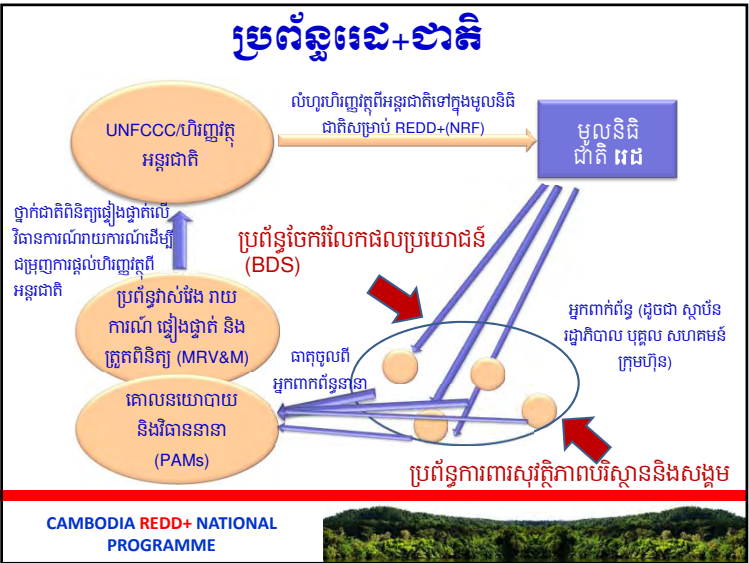 ប្រព័ន្ធរេដ+ជាតិ
UNFCCC/ហិរញ្ញវត្ថុ
អន្តរជាតិ
លំហូរហិរញ្ញវត្ថុពីអន្តរជាតិទៅក្នុងមូលនិធិ
ជាតិសម្រាប់ REDD+(NRF)
មូលនិធិ
ជាតិ រេដ
ថ្នាក់ជាតិពិនិត្យផ្ទៀងផ្ទាត់លើ
វិធានការណ៍រាយការណ៍ដើម្បី
ជម្រុញការផ្តល់ហិរញ្ញវត្ថុពី
អន្តរជាតិ
ប្រព័ន្ធចែករំលែកផលប្រយោជន៍
(BDS)
ប្រព័ន្ធវាស់វែង រាយ
ការណ៍ ផ្ទៀងផ្ទាត់ និង
ត្រួតពិនិត្យ (MRV&M)
អ្នកពាក់ព័ន្ធ (ដូចជា ស្ថាប័ន
រដ្ឋាភិបាល បុគ្គល សហគមន៍
ក្រុមហ៊ុន)
ធាតុចូលពី
អ្នកពាកព័ន្ធនានា
គោលនយោបាយ
និងវិធាននានា
(PAMs)
ប្រព័ន្ធការពារសុវត្ថិភាពបរិស្ថាននិងសង្គម
CAMBODIA REDD+ NATIONAL
PROGRAMME